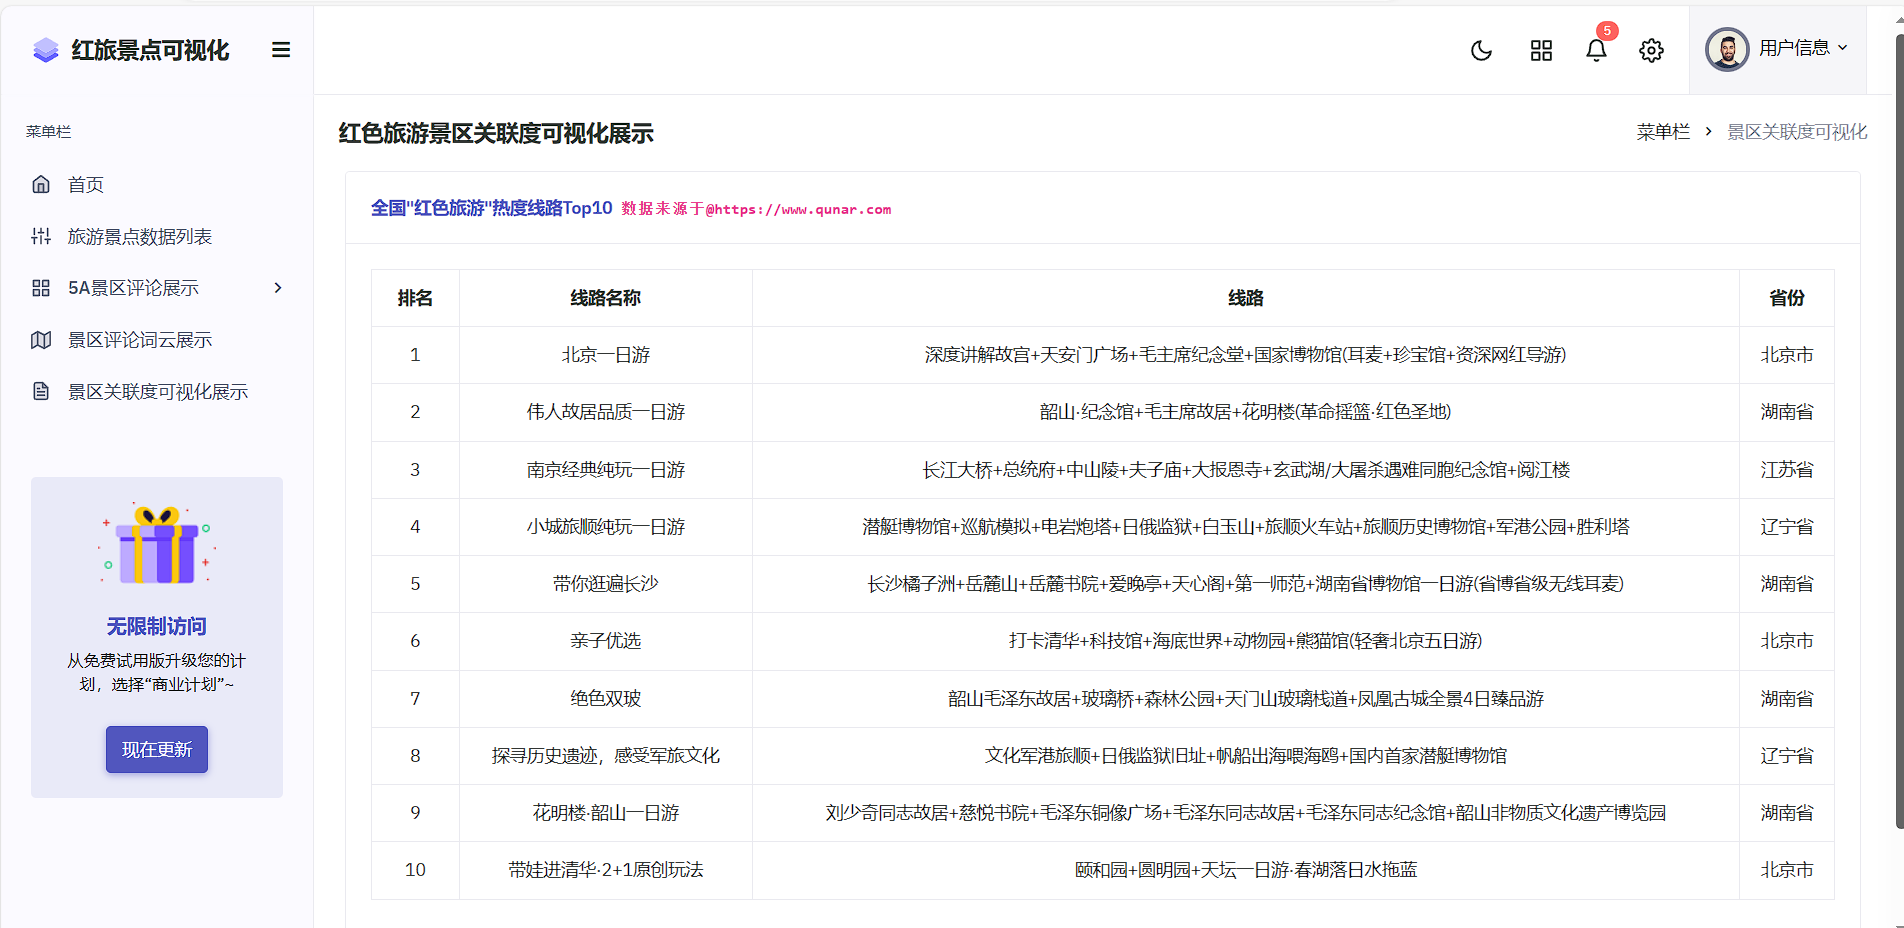 红旅景点可视化
5
用户信息
菜单栏
首页
旅游景点数据列表
5A景区评论展示
景区评论词云展示
景区关联度可视化展示
无限制访问
从免费试用版升级您的计
划，选择“商业计划”~
现在更新
红色旅游景区关联度可视化展示
菜单栏 › 景区关联度可视化
全国"红色旅游"热度线路Top10 数据来源于@https://www.qunar.com
排名 线路名称 线路 省份
1 北京一日游 深度讲解故宫+天安门广场+毛主席纪念堂+国家博物馆(耳麦+珍宝馆+资深网红导游) 北京市
2 伟人故居品质一日游 韶山·纪念馆+毛主席故居+花明楼(革命摇篮·红色圣地) 湖南省
3 南京经典纯玩一日游 长江大桥+总统府+中山陵+夫子庙+大报恩寺+玄武湖/大屠杀遇难同胞纪念馆+阅江楼 江苏省
4 小城旅顺纯玩一日游 潜艇博物馆+巡航模拟+电岩炮塔+日俄监狱+白玉山+旅顺火车站+旅顺历史博物馆+军港公园+胜利塔 辽宁省
5 带你逛遍长沙 长沙橘子洲+岳麓山+岳麓书院+爱晚亭+天心阁+第一师范+湖南省博物馆一日游(省博省级无线耳麦) 湖南省
6 亲子优选 打卡清华+科技馆+海底世界+动物园+熊猫馆(轻奢北京五日游) 北京市
7 绝色双玻 韶山毛泽东故居+玻璃桥+森林公园+天门山玻璃栈道+凤凰古城全景4日臻品游 湖南省
8 探寻历史遗迹，感受军旅文化 文化军港旅顺+日俄监狱旧址+帆船出海喂海鸥+国内首家潜艇博物馆 辽宁省
9 花明楼·韶山一日游 刘少奇同志故居+慈悦书院+毛泽东铜像广场+毛泽东同志故居+毛泽东同志纪念馆+韶山非物质文化遗产博览园 湖南省
10 带娃进清华·2+1原创玩法 颐和园+圆明园+天坛一日游·春湖落日水拖蓝 北京市